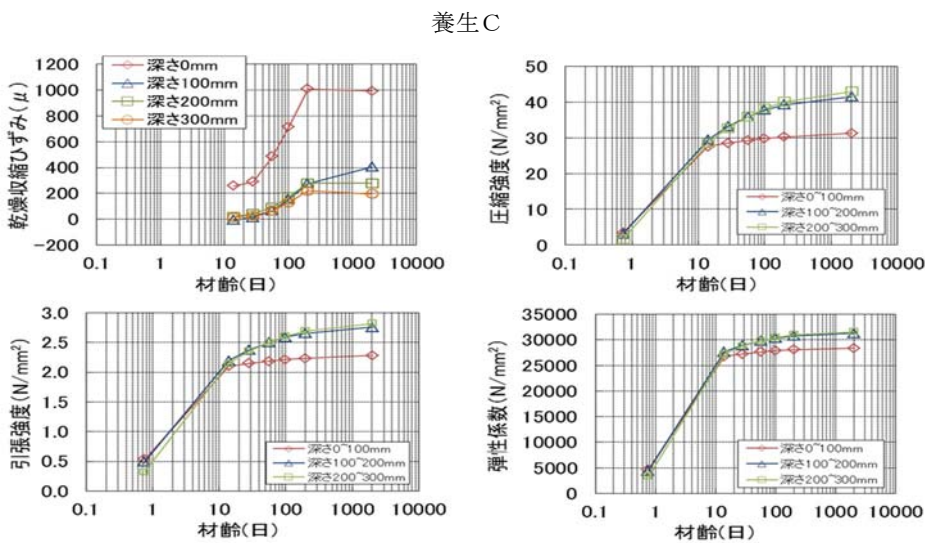 養生C
乾燥収縮ひずみ(μ)
1200
1000
800
600
400
200
0
-200
深さ0mm
深さ100mm
深さ200mm
深さ300mm
0.1 1 10 100 1000 10000
材齢(日)
圧縮強度(N/mm²)
50
40
30
20
10
0
深さ0~100mm
深さ100~200mm
深さ200~300mm
0.1 1 10 100 1000 10000
材齢(日)
引張強度(N/mm²)
3.0
2.5
2.0
1.5
1.0
0.5
0.0
深さ0~100mm
深さ100~200mm
深さ200~300mm
0.1 1 10 100 1000 10000
材齢(日)
弾性係数(N/mm²)
35000
30000
25000
20000
15000
10000
5000
0
深さ0~100mm
深さ100~200mm
深さ200~300mm
0.1 1 10 100 1000 10000
材齢(日)